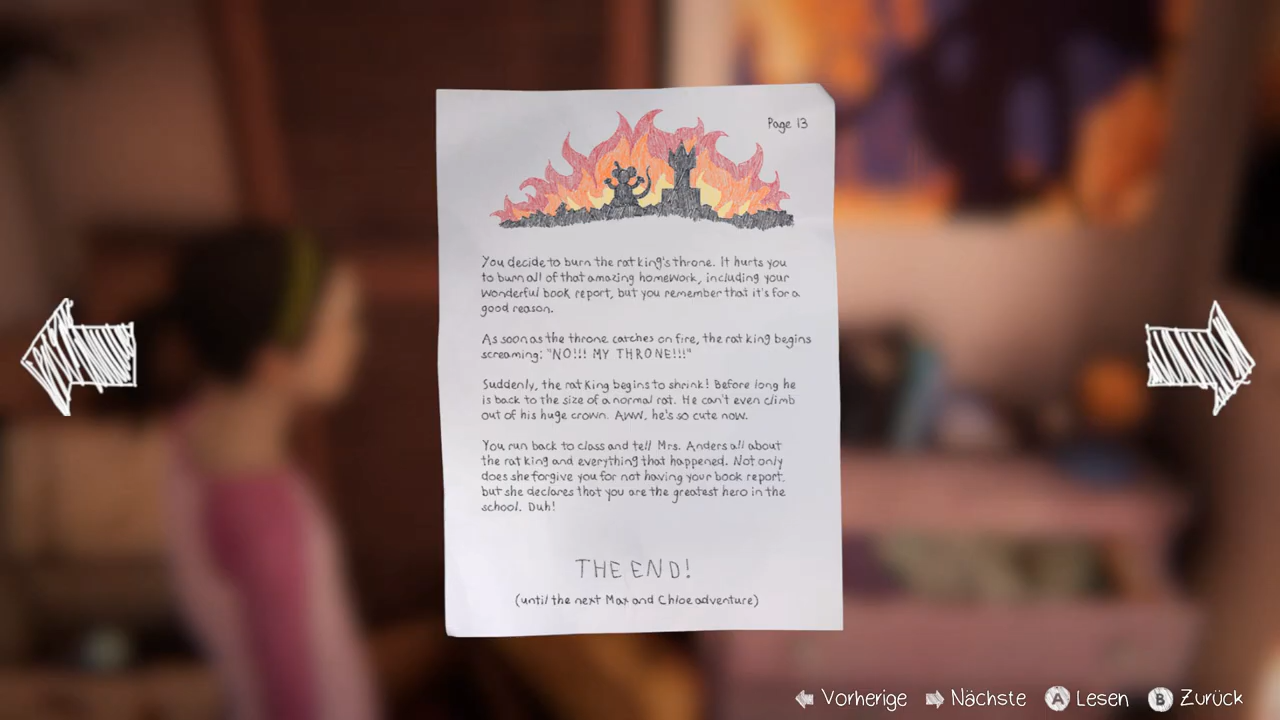 Page 13
You decide to burn the rat king's throne. It hurts you
to burn all of that amazing homework, including your
wonderful book report, but you remember that it's for a
good reason.
As soon as the throne catches on fire, the rat king begins
screaming: "NO!!! MY THRONE!!!"
Suddenly, the rat king begins to shrink! Before long he
is back to the size of a normal rat. He can't even climb
out of his huge crown. Aww, he's so cute now.
You run back to class and tell Mrs. Anders all about
the rat king and everything that happened. Not only
does she forgive you for not having your book report,
but she declares that you are the greatest hero in the
school. Duh!
THE END!
(until the next Max and Chloe adventure)
Vorherige Nächste A Lesen B Zurück